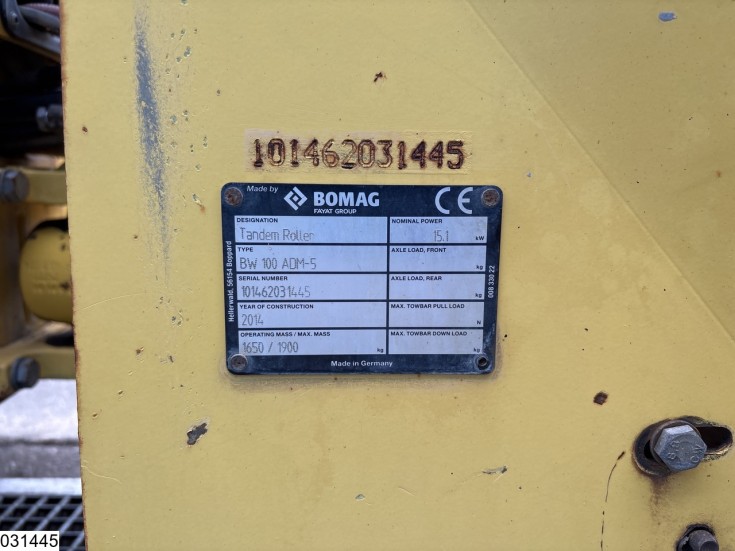 101462031445
Made by BOMAG CE
FAYAT GROUP
DESIGNATION
Tandem Roller
NOMINAL POWER
15.1 kW
TYPE
BW 100 ADM-5
AXLE LOAD, FRONT
kg
SERIAL NUMBER
101462031445
AXLE LOAD, REAR
kg
YEAR OF CONSTRUCTION
2014
MAX. TOWBAR PULL LOAD
N
OPERATING MASS / MAX. MASS
1650 / 1900 kg
MAX. TOWBAR DOWN LOAD
kg
Made in Germany
Hellerwald, 56154 Boppard
008 330 22
031445